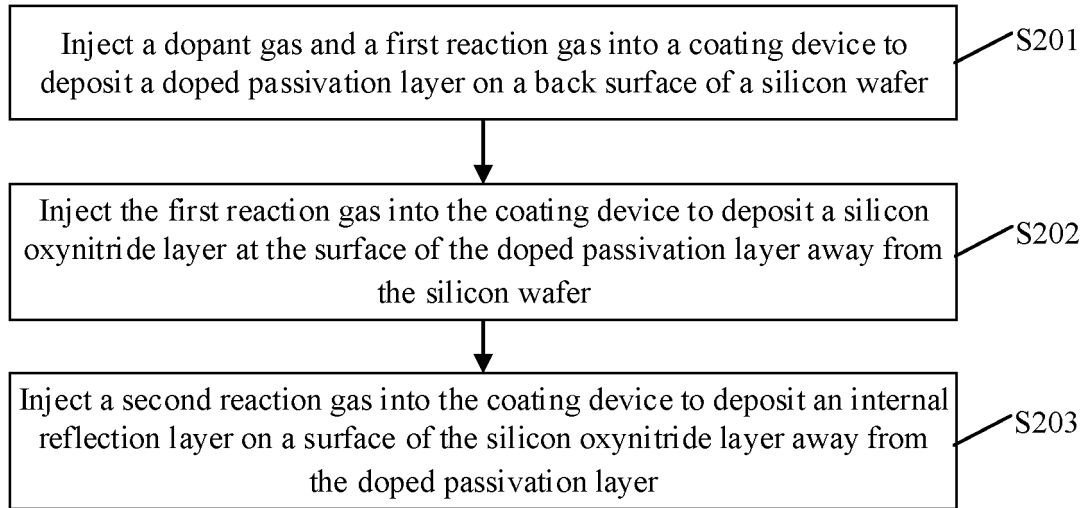 Inject a dopant gas and a first reaction gas into a coating device to
deposit a doped passivation layer on a back surface of a silicon wafer
S201
Inject the first reaction gas into the coating device to deposit a silicon
oxynitride layer at the surface of the doped passivation layer away from
the silicon wafer
S202
Inject a second reaction gas into the coating device to deposit an internal
reflection layer on a surface of the silicon oxynitride layer away from
the doped passivation layer
S203